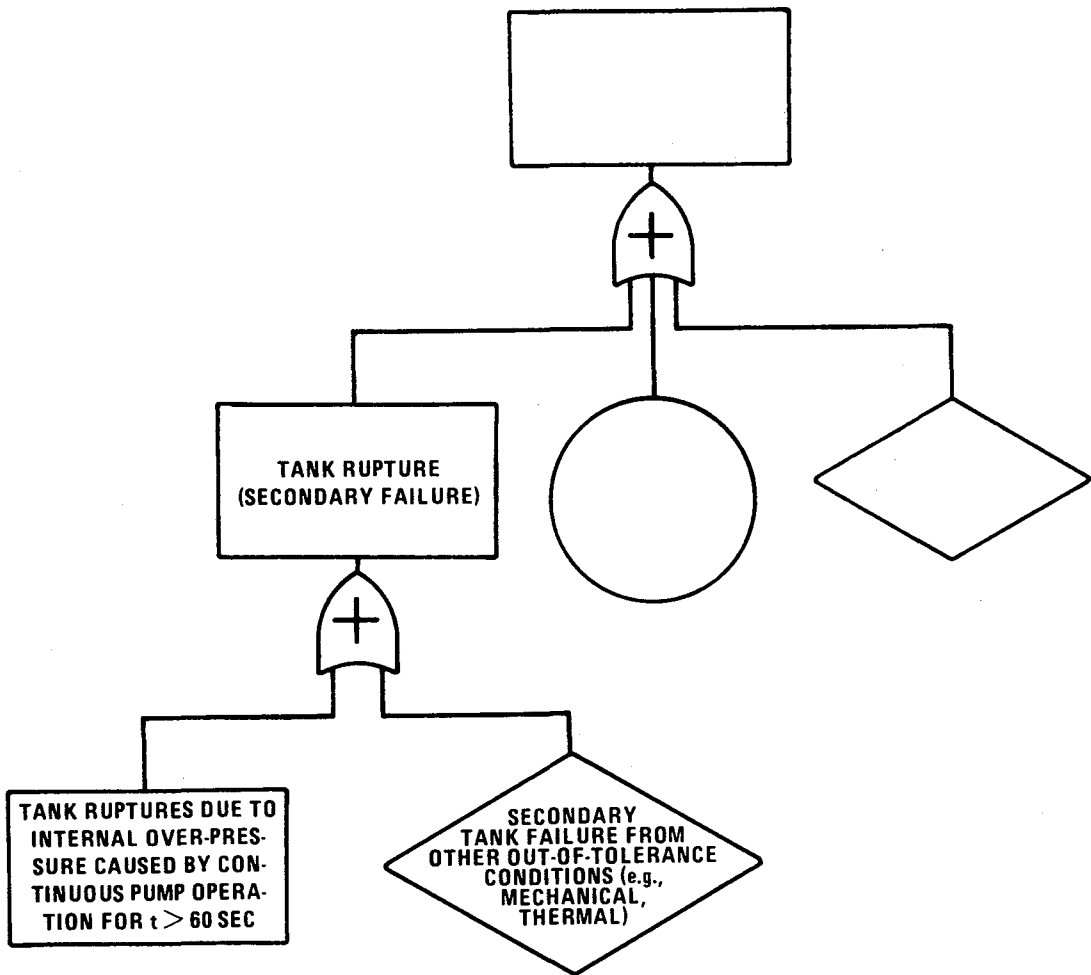 TANK RUPTURE
(SECONDARY FAILURE)
TANK RUPTURES DUE TO
INTERNAL OVER-PRES-
SURE CAUSED BY CON-
TINUOUS PUMP OPERA-
TION FOR t > 60 SEC
SECONDARY
TANK FAILURE FROM
OTHER OUT-OF-TOLERANCE
CONDITIONS (e.g.,
MECHANICAL,
THERMAL)